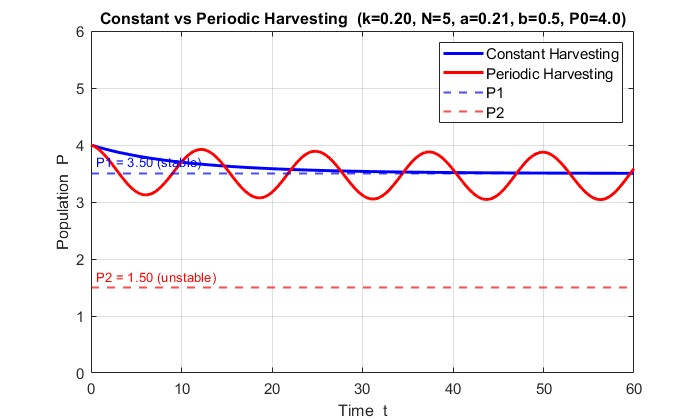 Constant vs Periodic Harvesting (k=0.20, N=5, a=0.21, b=0.5, P0=4.0)
6
5
4
3
2
1
0
Population P
Constant Harvesting
Periodic Harvesting
P1
P2
P1 = 3.50 (stable)
P2 = 1.50 (unstable)
0 10 20 30 40 50 60
Time t